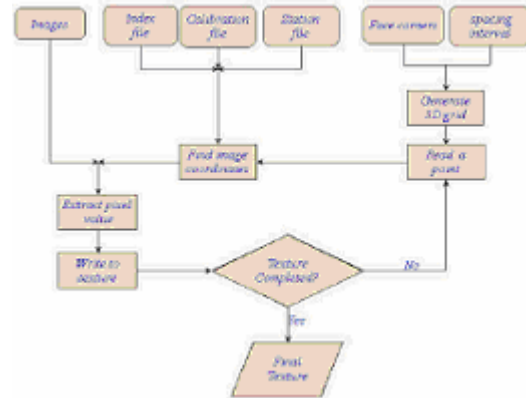 Images
Index
file
Calibration
file
Station
file
Face corners
spacing
interval
Generate
3D grid
Find image
coordinates
Read a
point
Extract pixel
value
Write to
texture
Texture
Completed?
No
Yes
Final
Texture